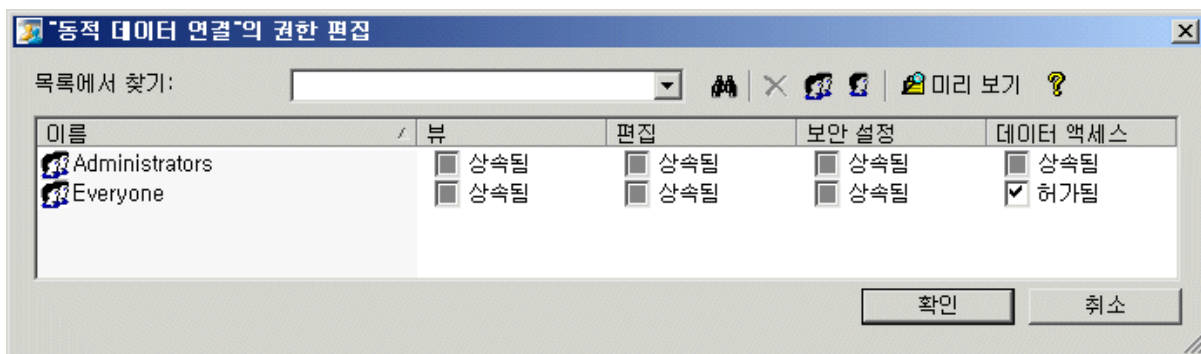 "동적 데이터 연결"의 권한 편집
목록에서 찾기: 미리 보기
이름 뷰 편집 보안 설정 데이터 액세스
Administrators 상속됨 상속됨 상속됨 상속됨
Everyone 상속됨 상속됨 상속됨 허가됨
확인 취소